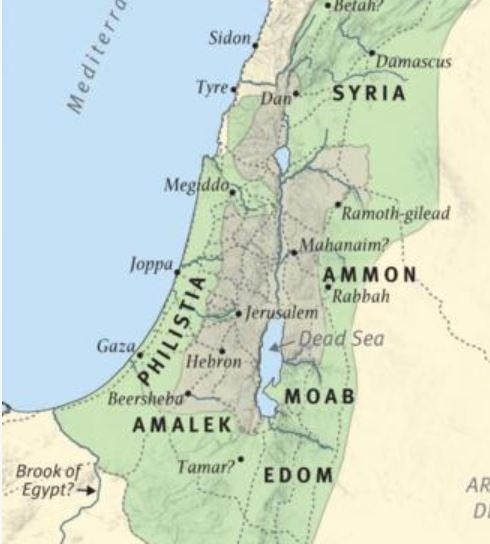 Betah?
Sidon
Damascus
Mediterra
Tyre
Dan
SYRIA
Megiddo
Ramoth-gilead
Mahanaim?
Joppa
AMMON
Rabbah
PHILISTIA
Jerusalem
Dead Sea
Gaza
Hebron
Beersheba
MOAB
AMALEK
Tamar?
EDOM
Brook of
Egypt?
AR
DE